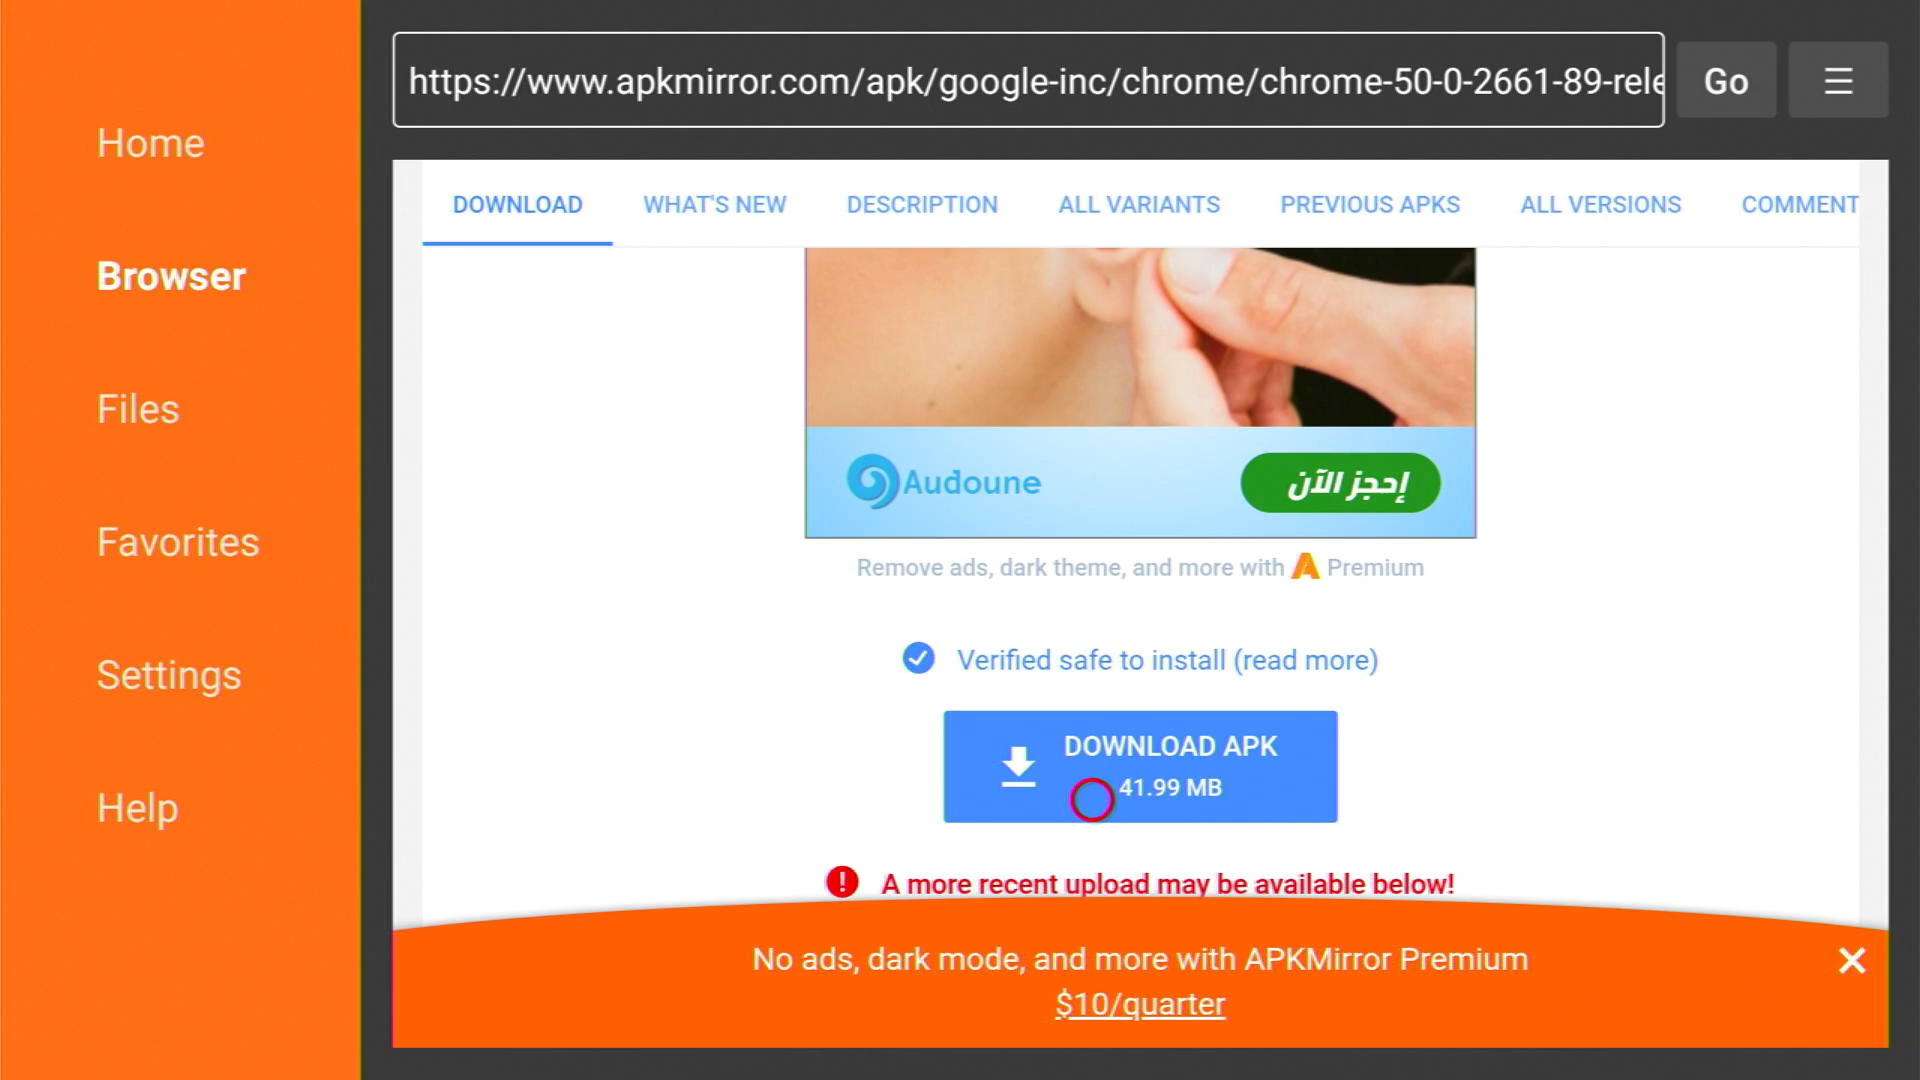 Home
Browser
Files
Favorites
Settings
Help
https://www.apkmirror.com/apk/google-inc/chrome/chrome-50-0-2661-89-rele
Go
DOWNLOAD WHAT'S NEW DESCRIPTION ALL VARIANTS PREVIOUS APKS ALL VERSIONS COMMENT
Audoune
إحجز الآن
Remove ads, dark theme, and more with Premium
Verified safe to install (read more)
DOWNLOAD APK
41.99 MB
A more recent upload may be available below!
No ads, dark mode, and more with APKMirror Premium
$10/quarter